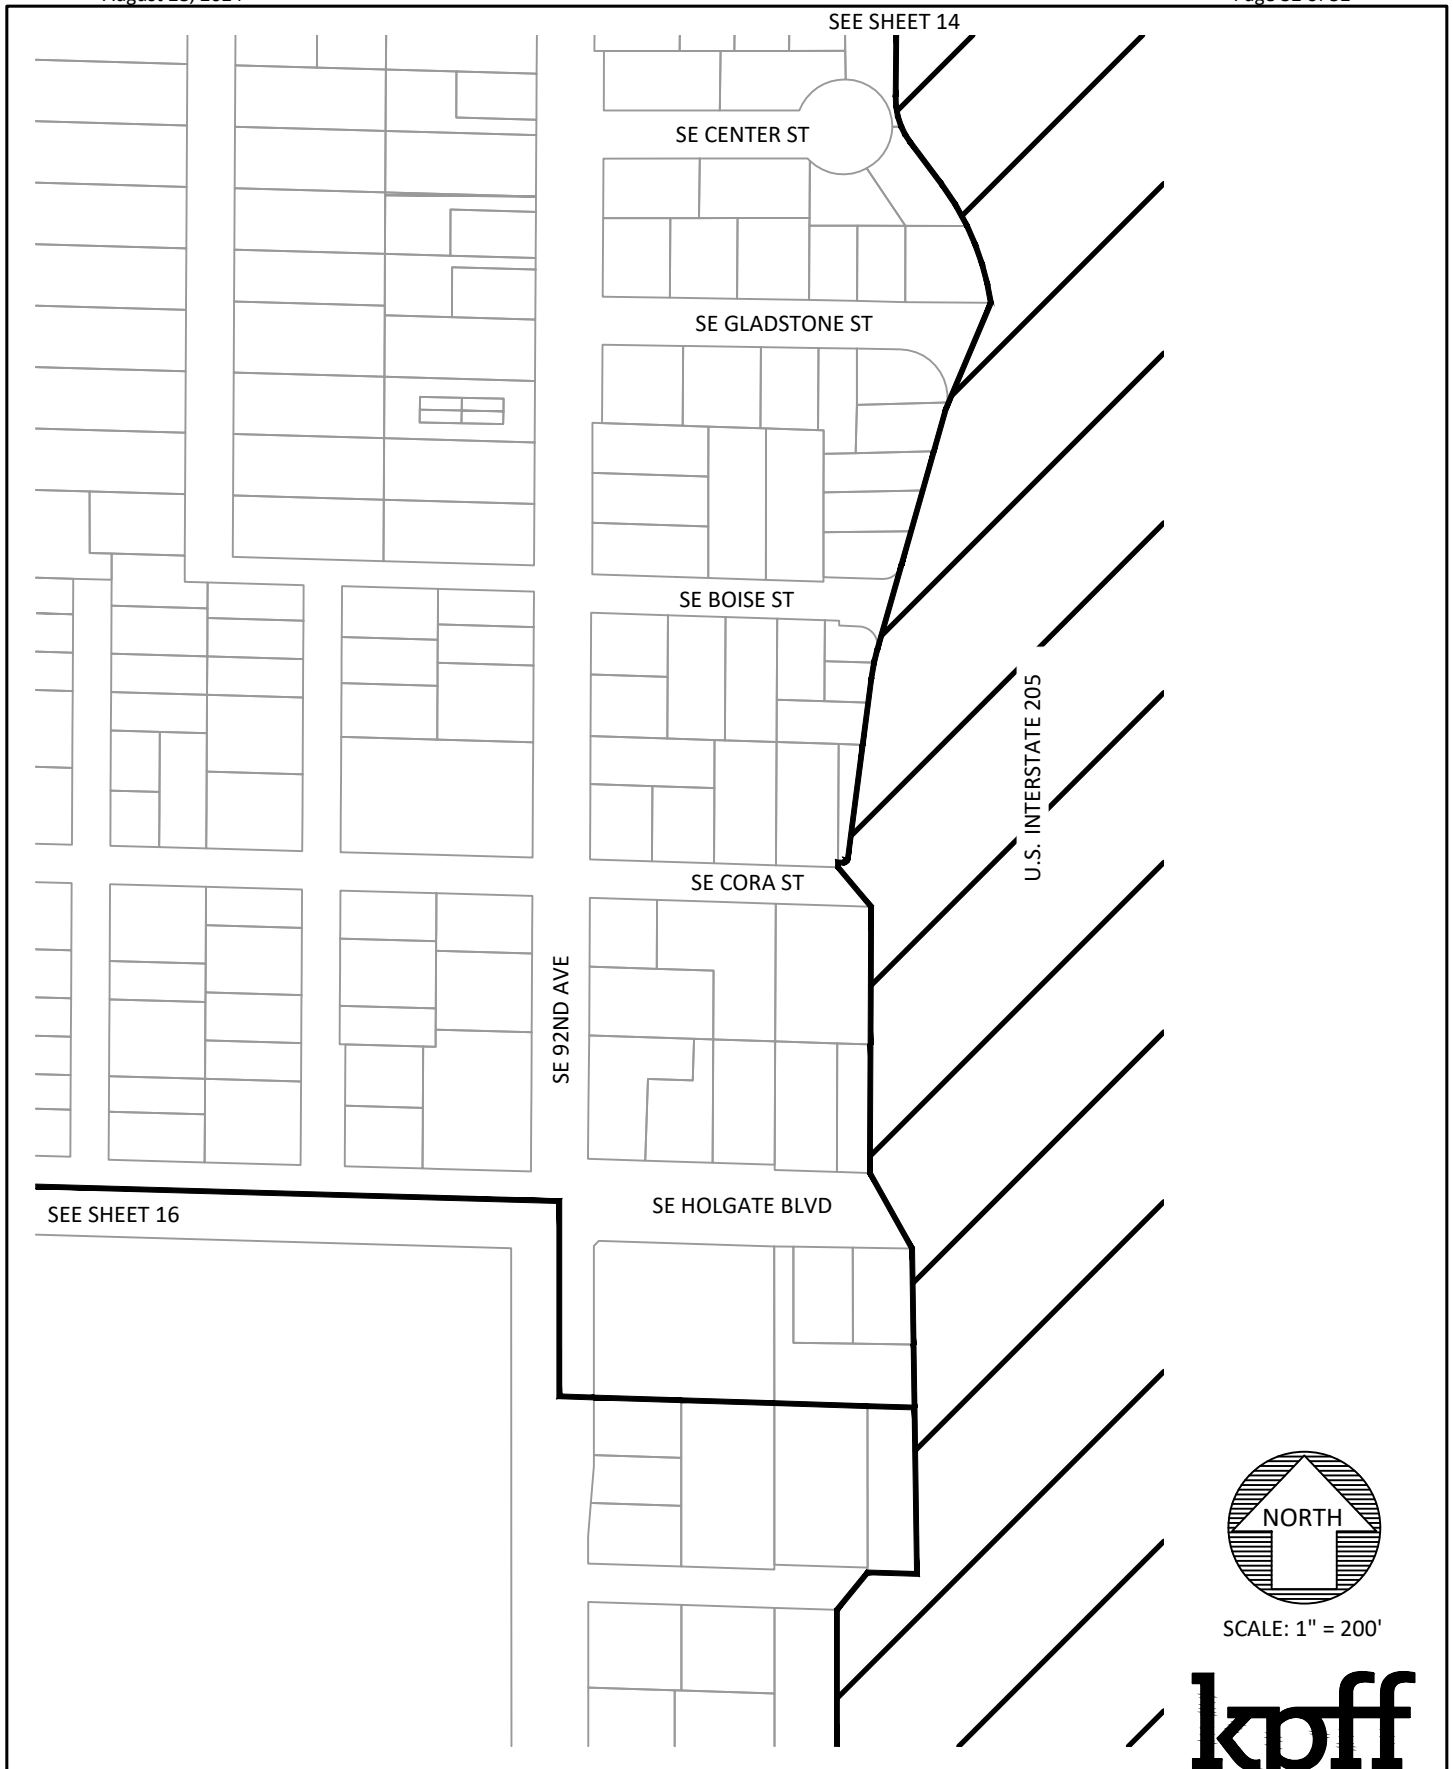 SEE SHEET 14
SE CENTER ST
SE GLADSTONE ST
SE BOISE ST
U.S. INTERSTATE 205
SE CORA ST
SE 92ND AVE
SE HOLGATE BLVD
SEE SHEET 16
NORTH
SCALE: 1" = 200'
kpff